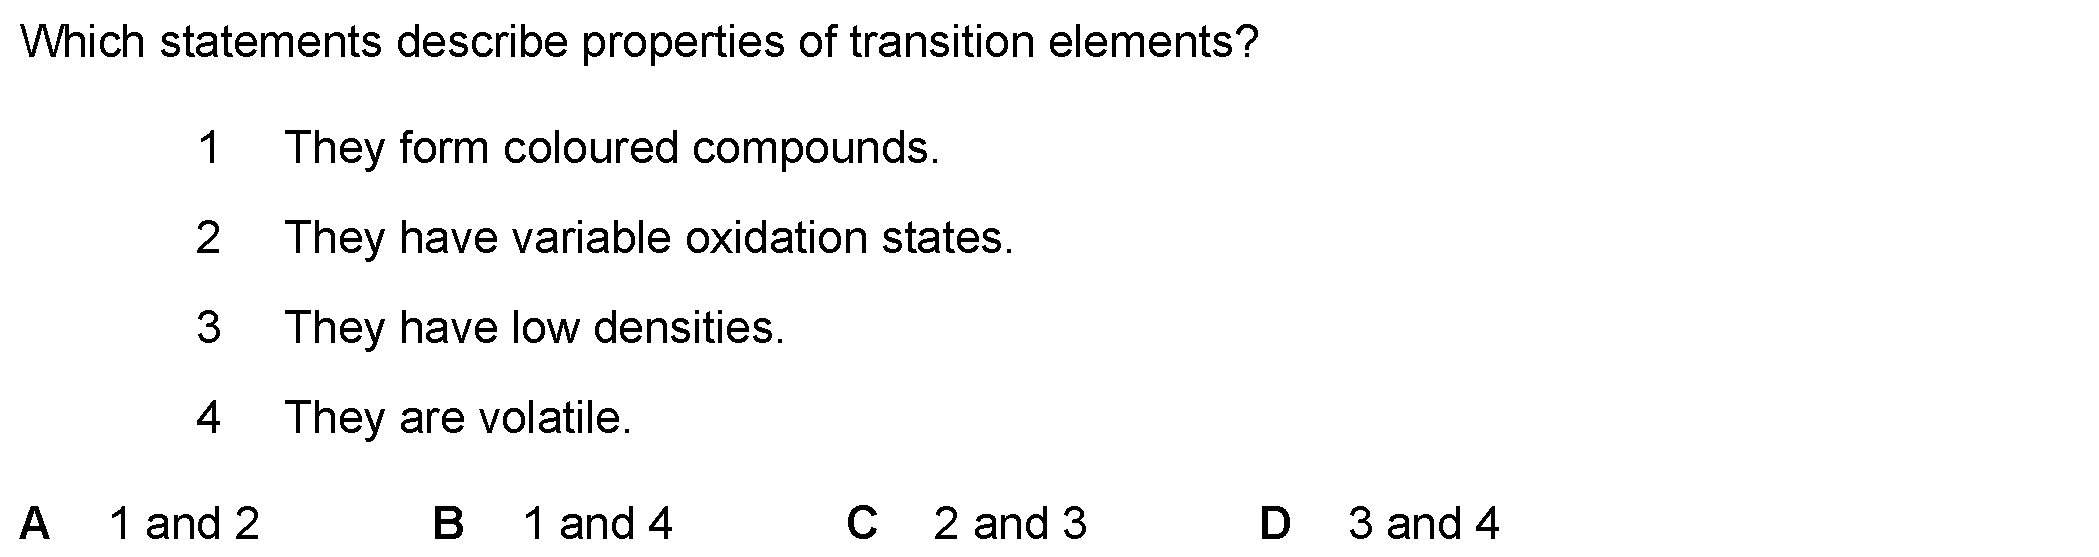 Which statements describe properties of transition elements?
1 They form coloured compounds.
2 They have variable oxidation states.
3 They have low densities.
4 They are volatile.
A 1 and 2 B 1 and 4 C 2 and 3 D 3 and 4